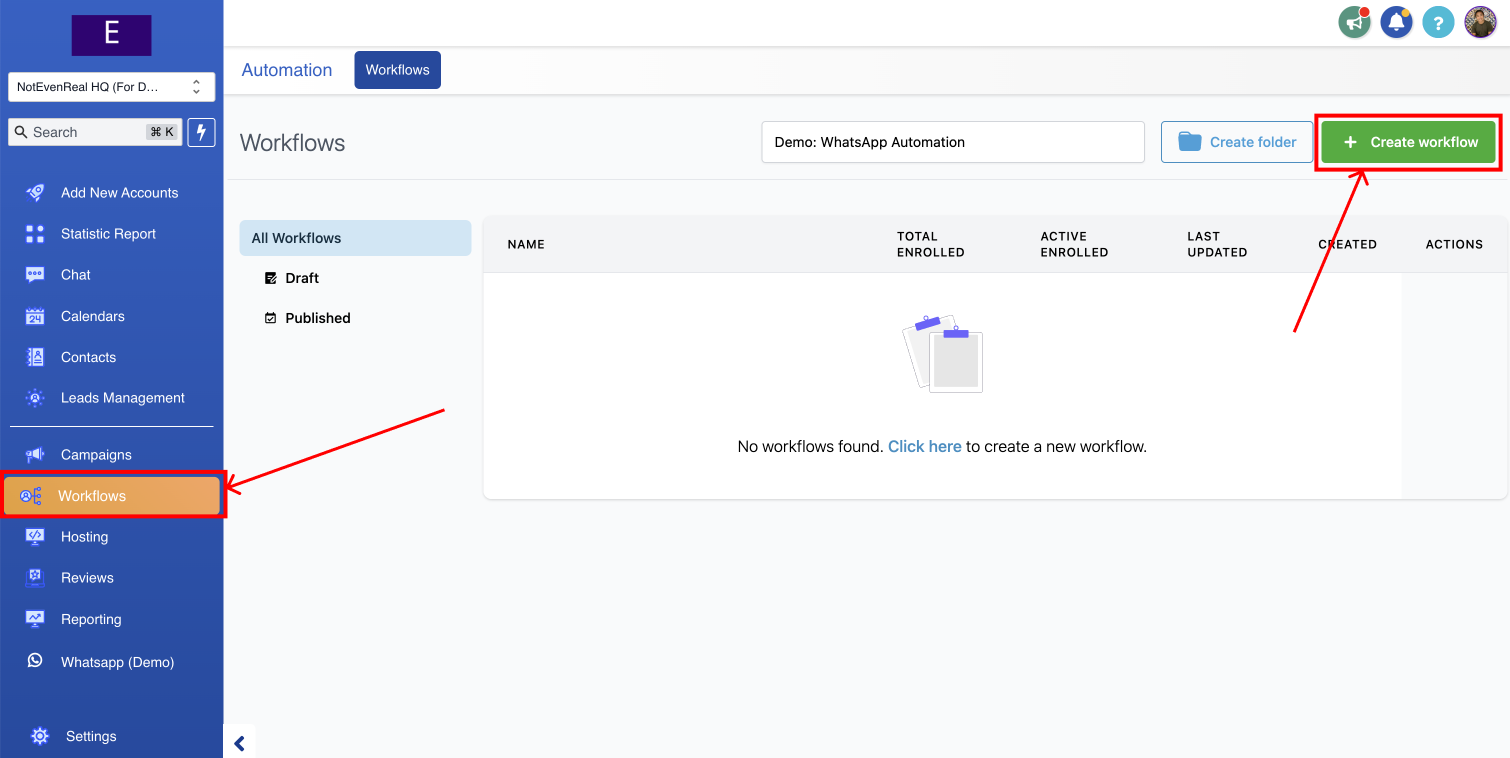 E
NotEvenReal HQ (For D...
Search ⌘ K
Add New Accounts
Statistic Report
Chat
24
Calendars
Contacts
Leads Management
Campaigns
Workflows
Hosting
Reviews
Reporting
Whatsapp (Demo)
Settings
?
Automation Workflows
Workflows
Demo: WhatsApp Automation
Create folder
+ Create workflow
All Workflows
Draft
Published
NAME
TOTAL
ENROLLED
ACTIVE
ENROLLED
LAST
UPDATED
CREATED
ACTIONS
No workflows found. Click here to create a new workflow.